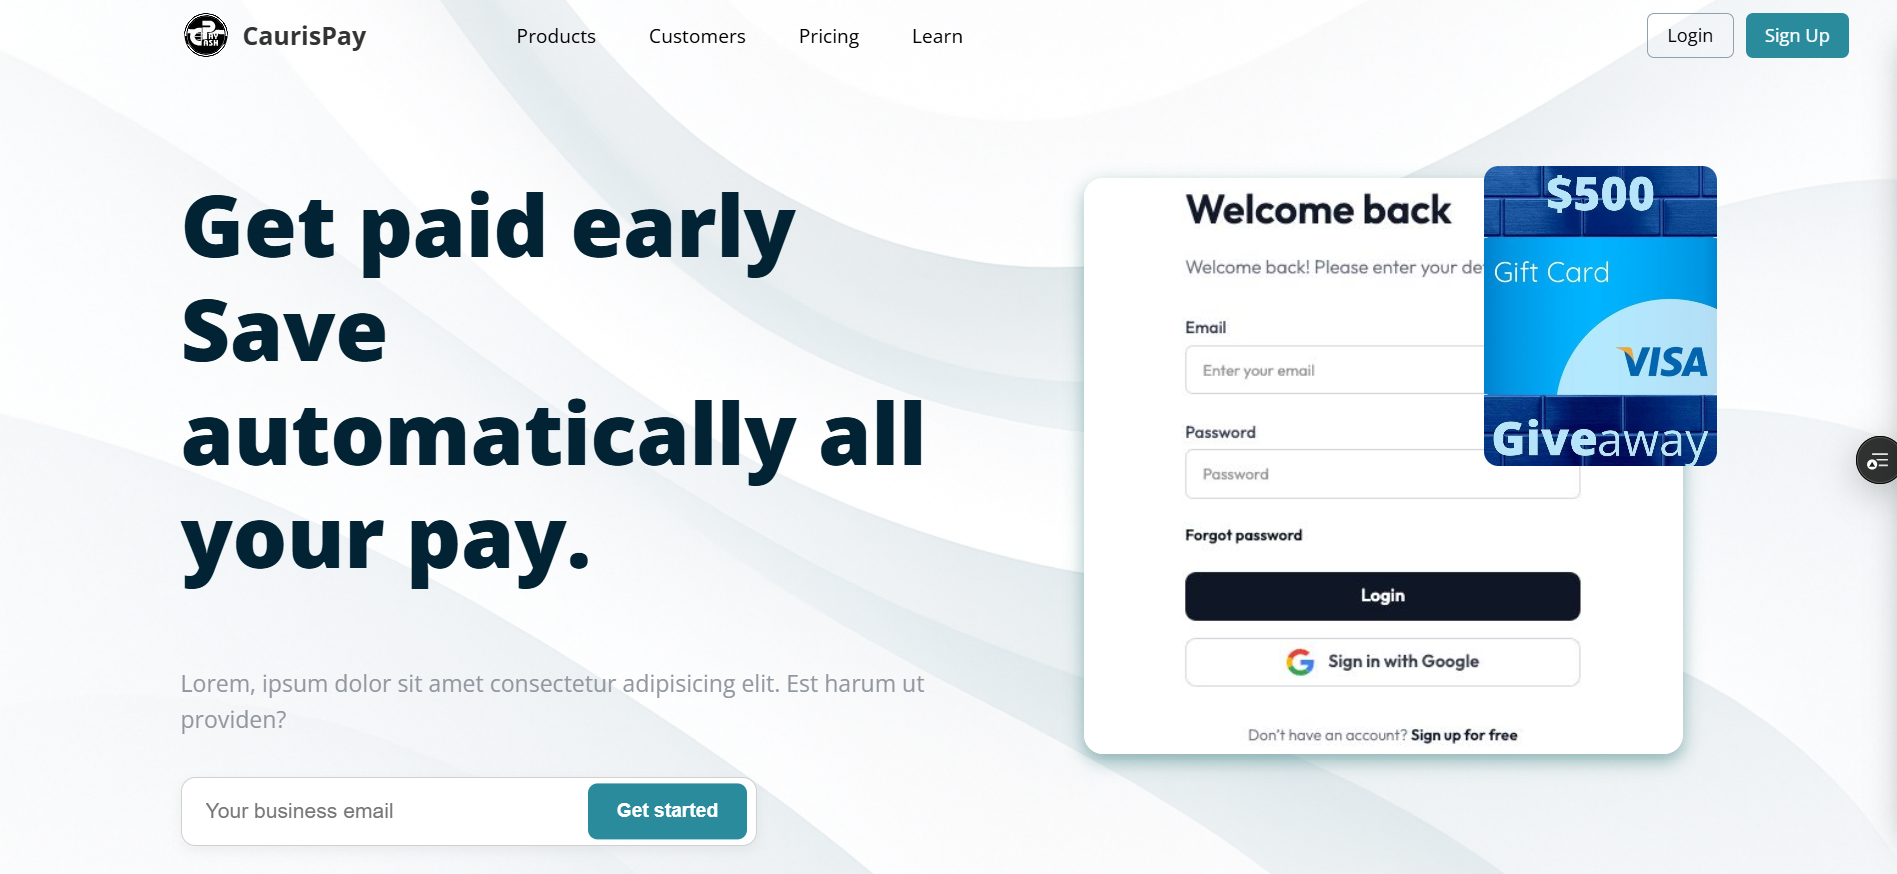 CaurisPay
Products
Customers
Pricing
Learn
Login
Sign Up
Get paid early
Save
automatically all
your pay.
Lorem, ipsum dolor sit amet consectetur adipisicing elit. Est harum ut
providen?
Your business email
Get started
Welcome back
Welcome back! Please enter your de
Email
Enter your email
Password
Password
Forgot password
Login
Sign in with Google
Don't have an account? Sign up for free
$500
Gift Card
VISA
Giveaway